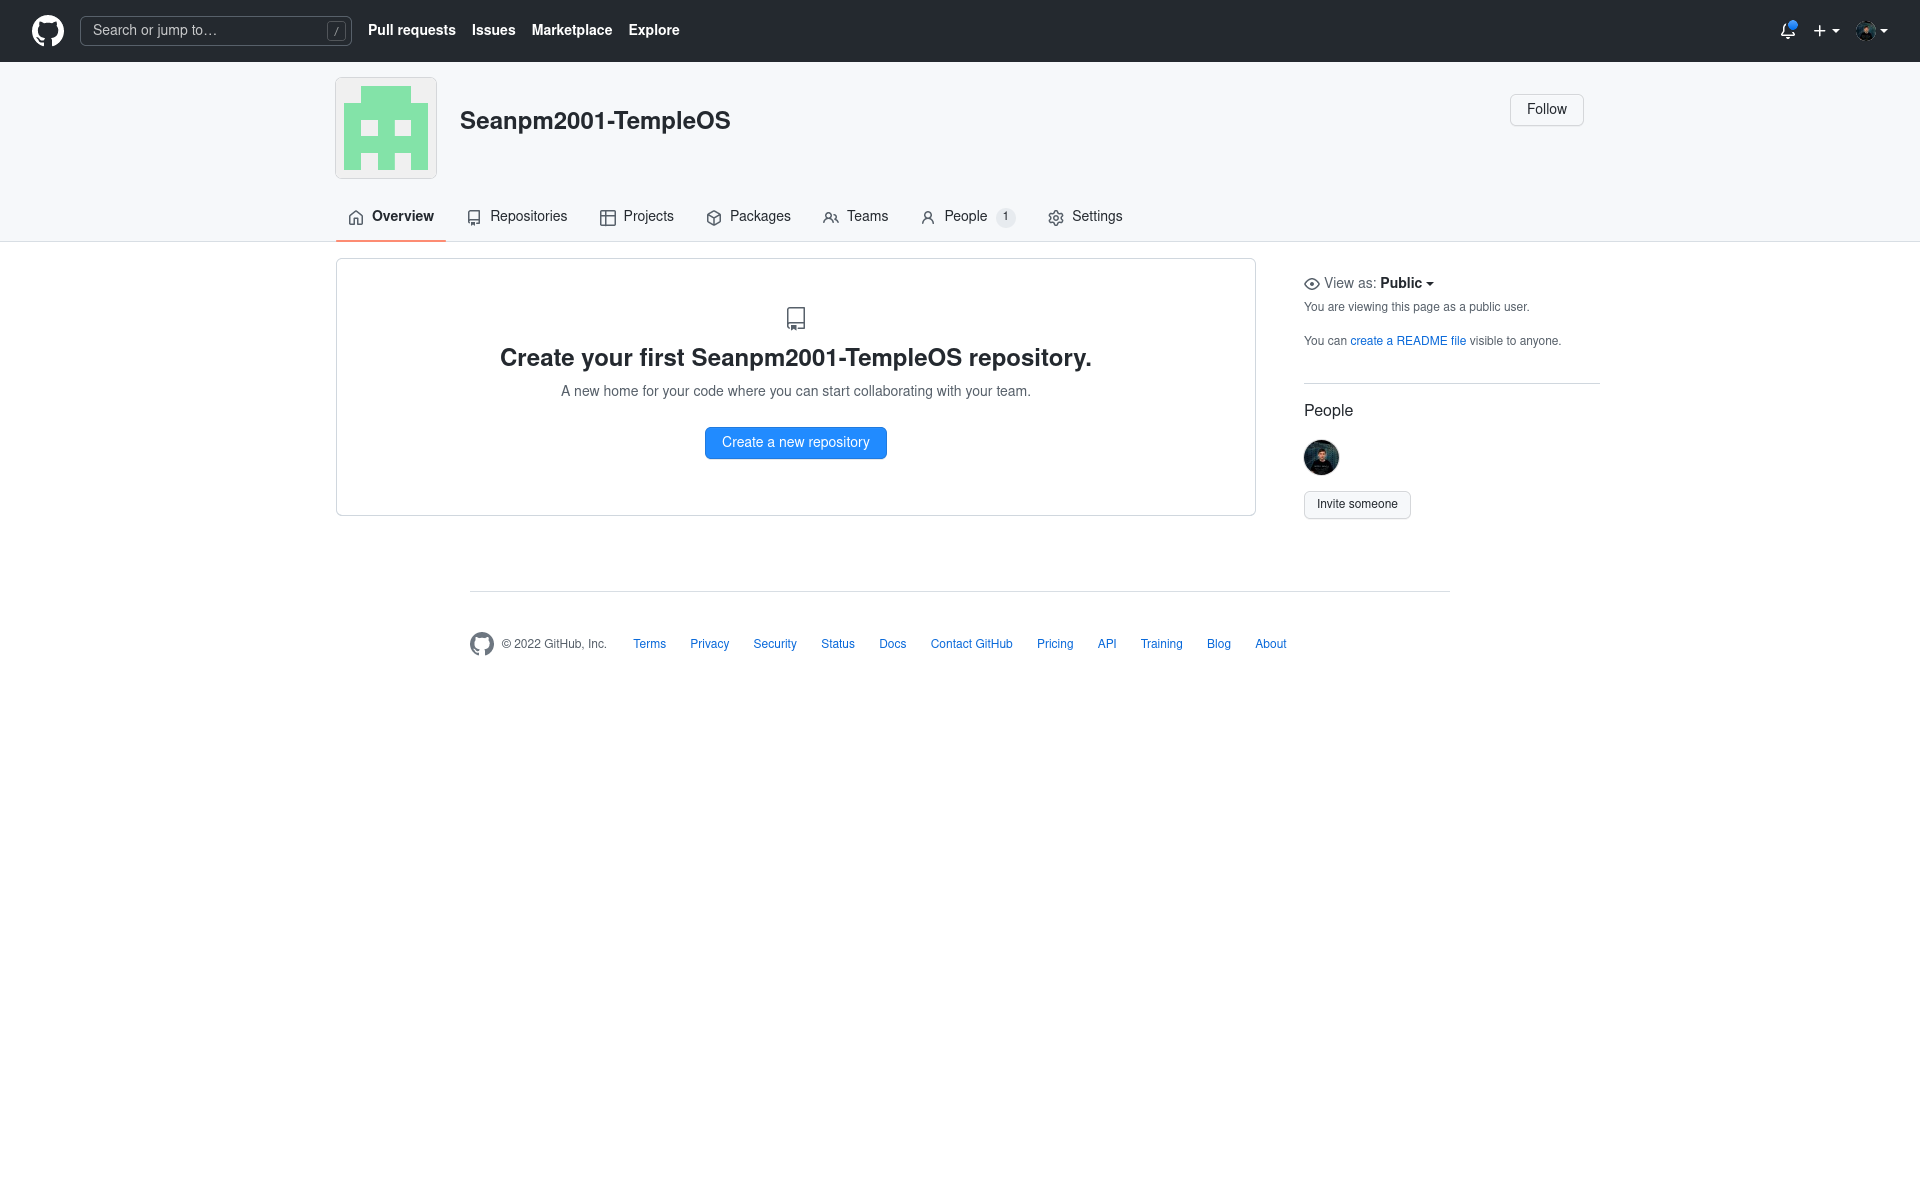 Search or jump to… /
Pull requests Issues Marketplace Explore
Seanpm2001-TempleOS
Follow
Overview Repositories Projects Packages Teams People 1 Settings
Create your first Seanpm2001-TempleOS repository.
A new home for your code where you can start collaborating with your team.
Create a new repository
View as: Public
You are viewing this page as a public user.
You can create a README file visible to anyone.
People
Invite someone
© 2022 GitHub, Inc. Terms Privacy Security Status Docs Contact GitHub Pricing API Training Blog About